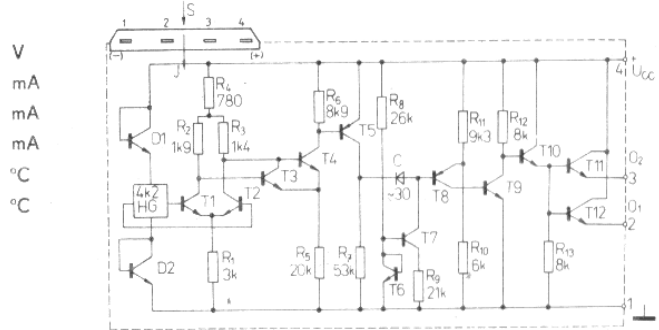 S
1 2 3 4
(-) (+)
V
mA
mA
mA
°C
°C
J
4 + UCC
R4
780
R6
8k9
R8
26k
R11
9k3
R12
8k
D1
R2
1k9
R3
1k4
T5
T4
T10
T11
O2
3
C
~30
T3
T8
T9
4k2
HG
T1
T2
T12
O1
2
T7
D2
R1
3k
R5
20k
R7
53k
T6
R9
21k
R10
6k
R13
8k
1